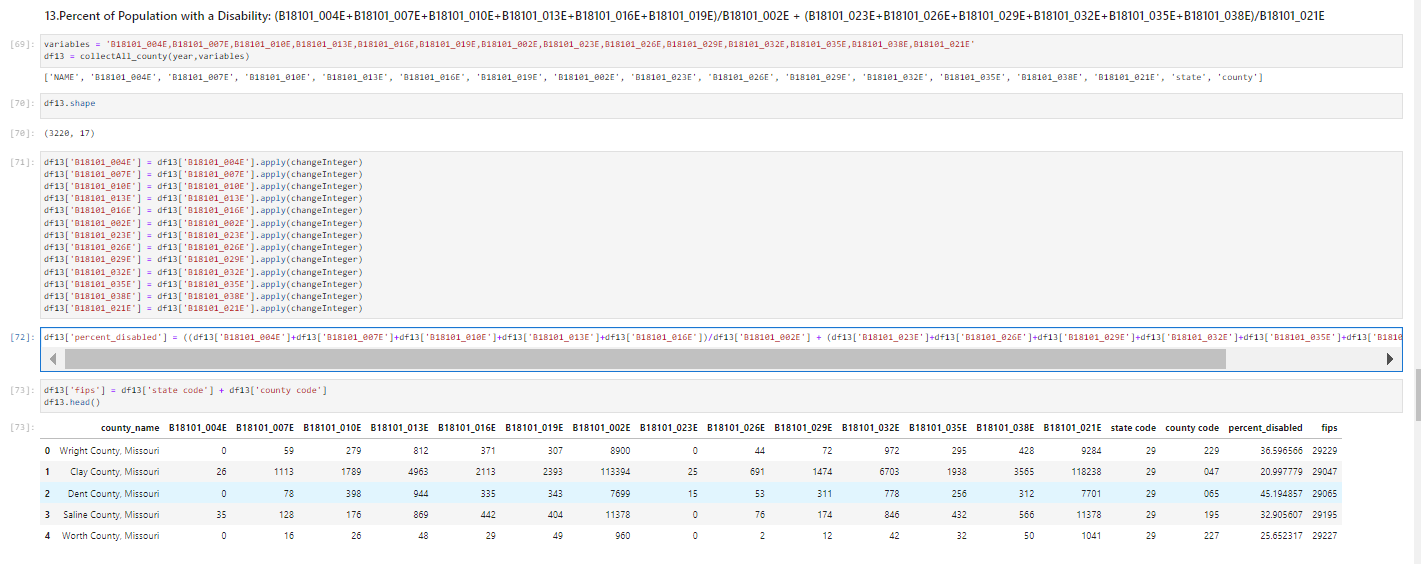 13.Percent of Population with a Disability: (B18101_004E+B18101_007E+B18101_010E+B18101_013E+B18101_016E+B18101_019E)/B18101_002E + (B18101_023E+B18101_026E+B18101_029E+B18101_032E+B18101_035E+B18101_038E)/B18101_021E
[69]: variables = 'B18101_004E,B18101_007E,B18101_010E,B18101_013E,B18101_016E,B18101_019E,B18101_002E,B18101_023E,B18101_026E,B18101_029E,B18101_032E,B18101_035E,B18101_038E,B18101_021E'
df13 = collectAll_county(year,variables)
['NAME', 'B18101_004E', 'B18101_007E', 'B18101_010E', 'B18101_013E', 'B18101_016E', 'B18101_019E', 'B18101_002E', 'B18101_023E', 'B18101_026E', 'B18101_029E', 'B18101_032E', 'B18101_035E', 'B18101_038E', 'B18101_021E', 'state', 'county']
[70]: df13.shape
[70]: (3220, 17)
[71]: df13['B18101_004E'] = df13['B18101_004E'].apply(changeInteger)
df13['B18101_007E'] = df13['B18101_007E'].apply(changeInteger)
df13['B18101_010E'] = df13['B18101_010E'].apply(changeInteger)
df13['B18101_013E'] = df13['B18101_013E'].apply(changeInteger)
df13['B18101_016E'] = df13['B18101_016E'].apply(changeInteger)
df13['B18101_002E'] = df13['B18101_002E'].apply(changeInteger)
df13['B18101_023E'] = df13['B18101_023E'].apply(changeInteger)
df13['B18101_026E'] = df13['B18101_026E'].apply(changeInteger)
df13['B18101_029E'] = df13['B18101_029E'].apply(changeInteger)
df13['B18101_032E'] = df13['B18101_032E'].apply(changeInteger)
df13['B18101_035E'] = df13['B18101_035E'].apply(changeInteger)
df13['B18101_038E'] = df13['B18101_038E'].apply(changeInteger)
df13['B18101_021E'] = df13['B18101_021E'].apply(changeInteger)
[72]: df13['percent_disabled'] = ((df13['B18101_004E']+df13['B18101_007E']+df13['B18101_010E']+df13['B18101_013E']+df13['B18101_016E'])/df13['B18101_002E'] + (df13['B18101_023E']+df13['B18101_026E']+df13['B18101_029E']+df13['B18101_032E']+df13['B18101_035E']+df13['B1810
[73]: df13['fips'] = df13['state code'] + df13['county code']
df13.head()
[73]: county_name B18101_004E B18101_007E B18101_010E B18101_013E B18101_016E B18101_019E B18101_002E B18101_023E B18101_026E B18101_029E B18101_032E B18101_035E B18101_038E B18101_021E state code county code percent_disabled fips
0 Wright County, Missouri 0 59 279 812 371 307 8900 0 44 72 972 295 428 9284 29 229 36.596566 29229
1 Clay County, Missouri 26 1113 1789 4963 2113 2393 113394 25 691 1474 6703 1938 3565 118238 29 047 20.997779 29047
2 Dent County, Missouri 0 78 398 944 335 343 7699 15 53 311 778 256 312 7701 29 065 45.194857 29065
3 Saline County, Missouri 35 128 176 869 442 404 11378 0 76 174 846 432 566 11378 29 195 32.905607 29195
4 Worth County, Missouri 0 16 26 48 29 49 960 0 2 12 42 32 50 1041 29 227 25.652317 29227